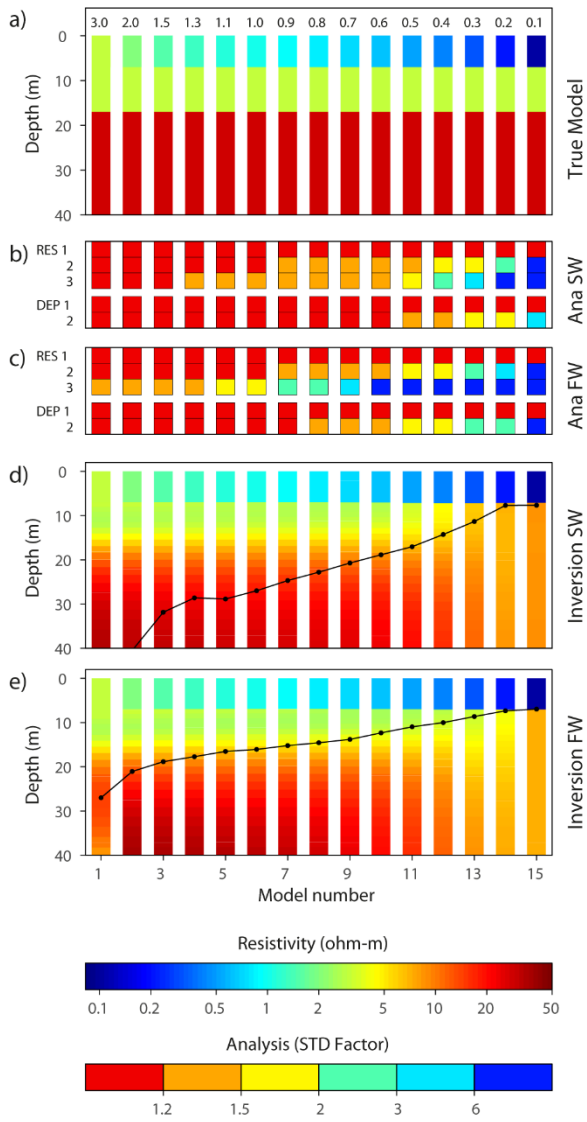 a)
3.0 2.0 1.5 1.3 1.1 1.0 0.9 0.8 0.7 0.6 0.5 0.4 0.3 0.2 0.1
0
10
20
30
40
Depth (m)
True Model
b)
RES 1
2
3
DEP 1
2
Ana SW
c)
RES 1
2
3
DEP 1
2
Ana FW
d)
0
10
20
30
40
Depth (m)
Inversion SW
e)
0
10
20
30
40
Depth (m)
Inversion FW
1 3 5 7 9 11 13 15
Model number
Resistivity (ohm-m)
0.1 0.2 0.5 1 2 5 10 20 50
Analysis (STD Factor)
1.2 1.5 2 3 6